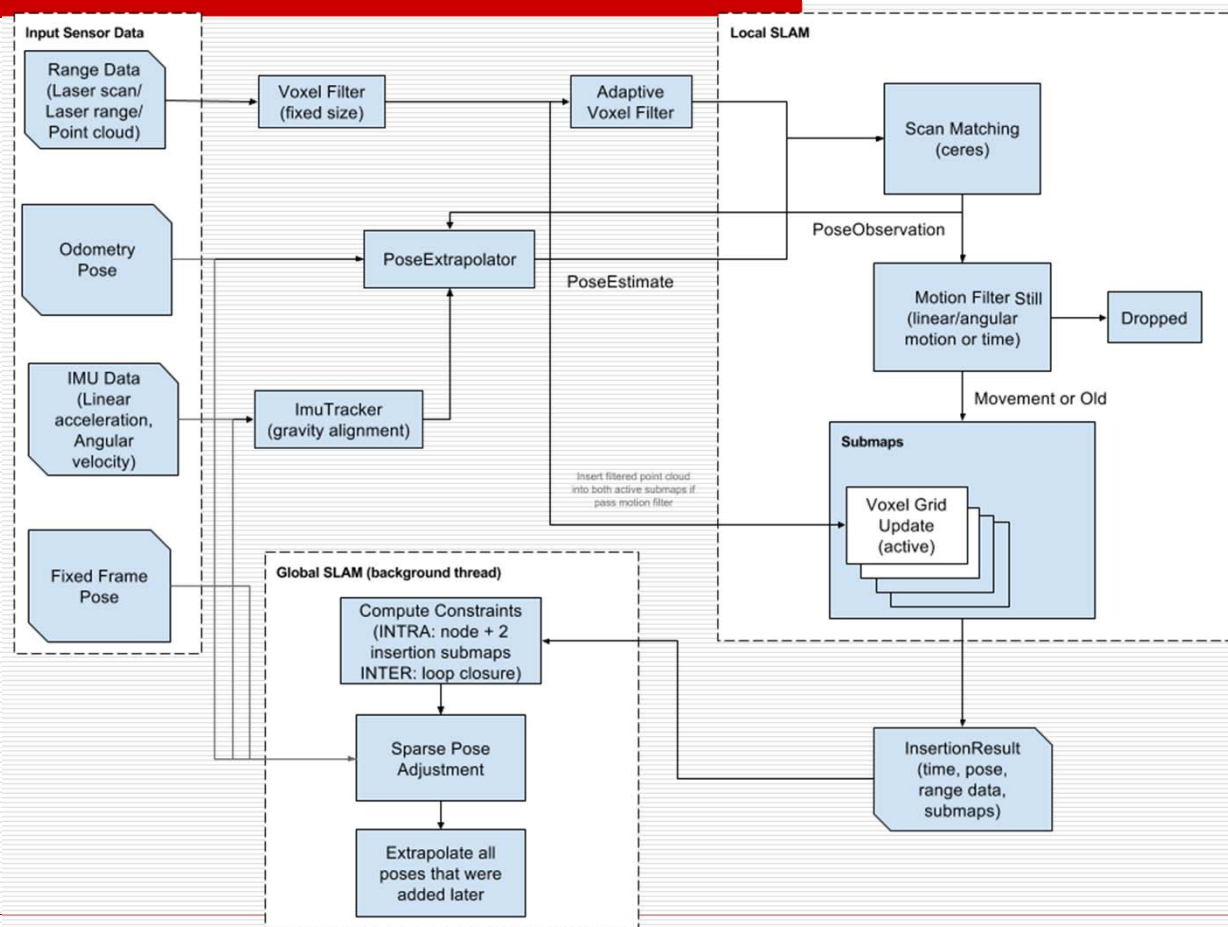 Input Sensor Data
Range Data
(Laser scan/
Laser range/
Point cloud)
Voxel Filter
(fixed size)
Adaptive
Voxel Filter
Local SLAM
Scan Matching
(ceres)
Odometry
Pose
PoseExtrapolator
PoseEstimate
PoseObservation
Motion Filter Still
(linear/angular
motion or time)
Dropped
IMU Data
(Linear
acceleration,
Angular
velocity)
ImuTracker
(gravity alignment)
Movement or Old
Submaps
Voxel Grid
Update
(active)
Insert filtered point cloud
into both active submaps if
pass motion filter
Fixed Frame
Pose
Global SLAM (background thread)
Compute Constraints
(INTRA: node + 2
insertion submaps
INTER: loop closure)
Sparse Pose
Adjustment
Extrapolate all
poses that were
added later
InsertionResult
(time, pose,
range data,
submaps)